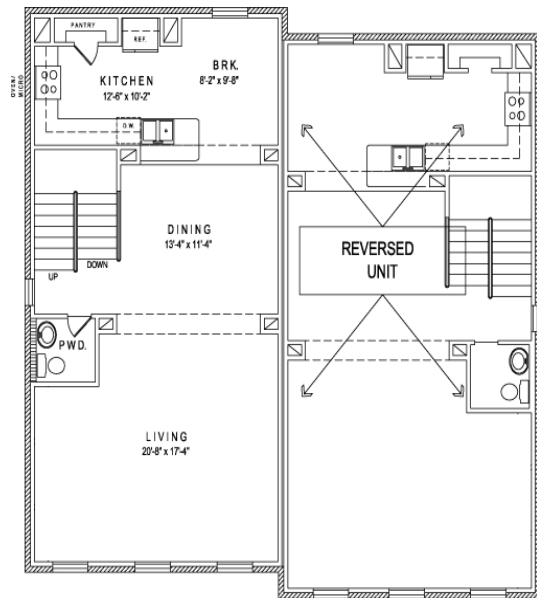 PANTRY
REF.
BRK.
8'-2" x 9'-8"
KITCHEN
12'-6" x 10'-2"
OVEN/
MICRO
D.W.
DINING
13'-4" x 11'-4"
REVERSED
UNIT
UP
DOWN
PWD.
LIVING
20'-8" x 17'-4"